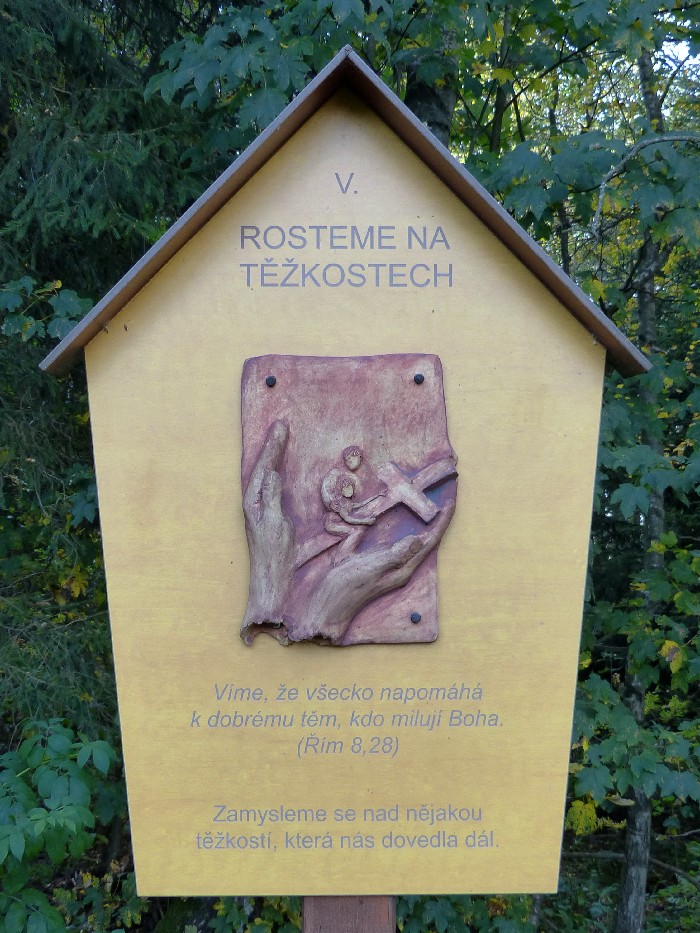 V.
ROSTEME NA
TĚŽKOSTECH
Víme, že všecko napomáhá
k dobrému těm, kdo milují Boha.
(Řím 8,28)
Zamysleme se nad nějakou
těžkostí, která nás dovedla dál.